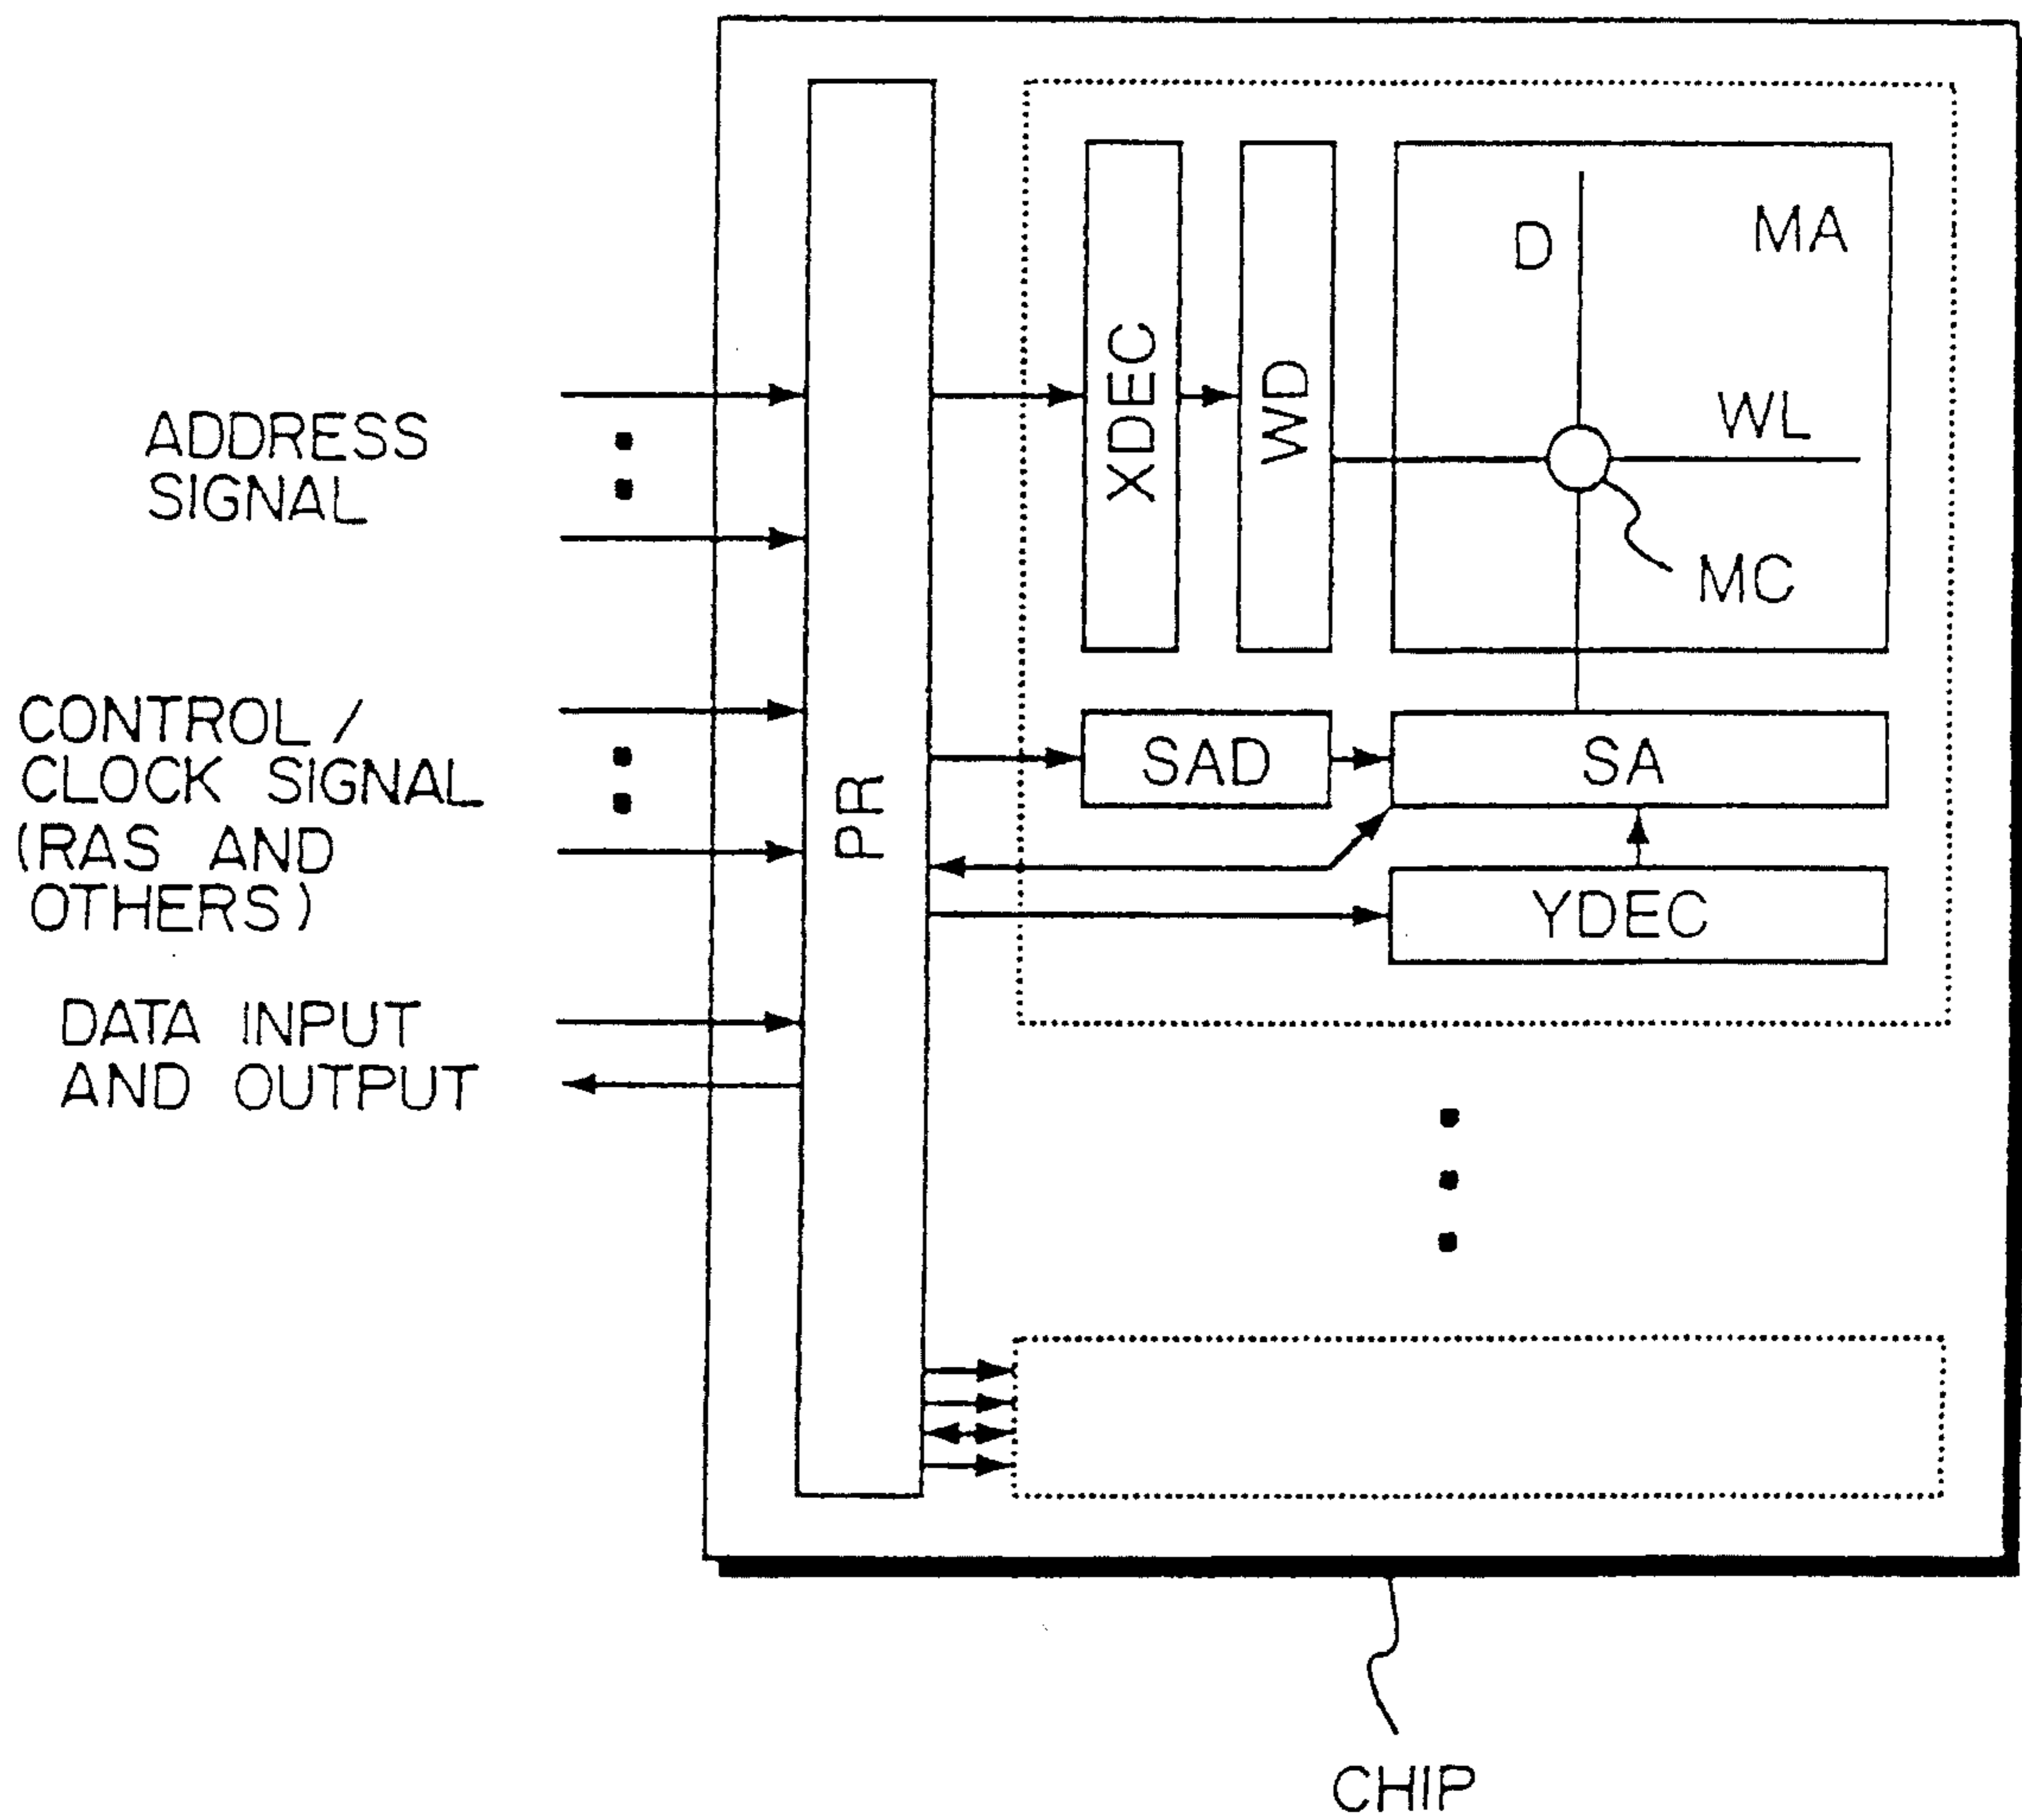 ADDRESS
SIGNAL
CONTROL /
CLOCK SIGNAL
(RAS AND
OTHERS)
DATA INPUT
AND OUTPUT
PR
XDEC
WD
D
MA
WL
MC
SAD
SA
YDEC
CHIP